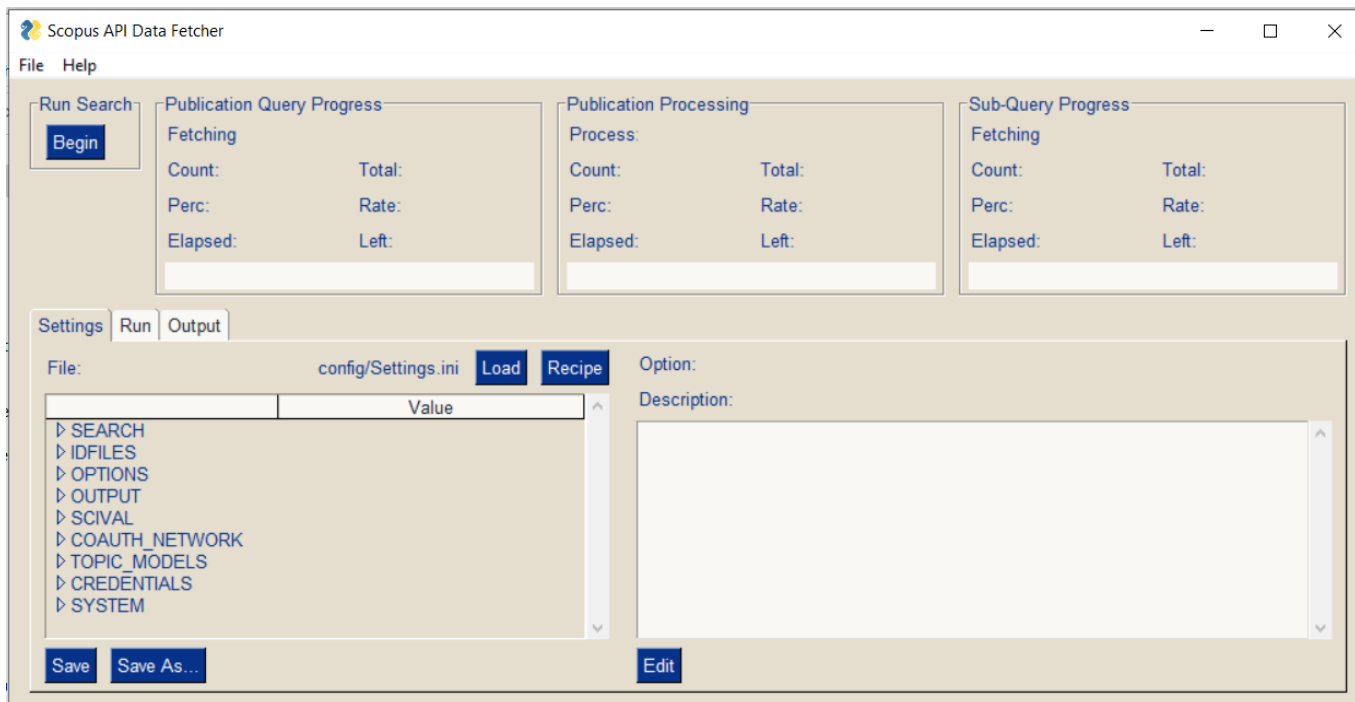 Scopus API Data Fetcher
File Help
Run Search
Begin
Publication Query Progress
Fetching
Count: Total:
Perc: Rate:
Elapsed: Left:
Publication Processing
Process:
Count: Total:
Perc: Rate:
Elapsed: Left:
Sub-Query Progress
Fetching
Count: Total:
Perc: Rate:
Elapsed: Left:
Settings Run Output
File: config/Settings.ini Load Recipe
Value
SEARCH
IDFILES
OPTIONS
OUTPUT
SCIVAL
COAUTH_NETWORK
TOPIC_MODELS
CREDENTIALS
SYSTEM
Save Save As...
Option:
Description:
Edit